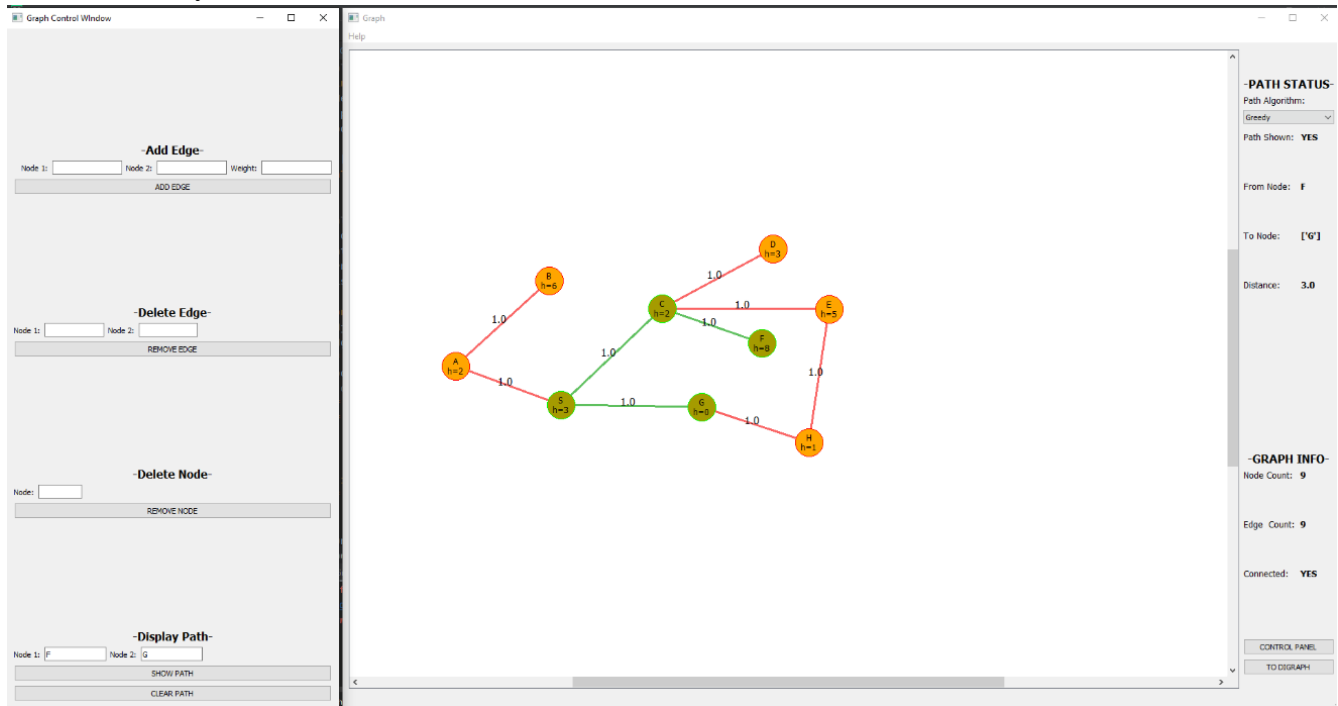 Graph Control Window
-Add Edge-
Node 1: Node 2: Weight:
ADD EDGE
-Delete Edge-
Node 1: Node 2:
REMOVE EDGE
-Delete Node-
Node:
REMOVE NODE
-Display Path-
Node 1: F Node 2: G
SHOW PATH
CLEAR PATH
Graph
Help
D
h=3
1.0
B
h=6
C
h=2
1.0
E
h=5
1.0
1.0
F
h=8
1.0
A
h=2
1.0
1.0
S
h=3
1.0
G
h=0
1.0
H
h=1
-PATH STATUS-
Path Algorithm:
Greedy
Path Shown: YES
From Node: F
To Node: ['G']
Distance: 3.0
-GRAPH INFO-
Node Count: 9
Edge Count: 9
Connected: YES
CONTROL PANEL
TO DIGRAPH